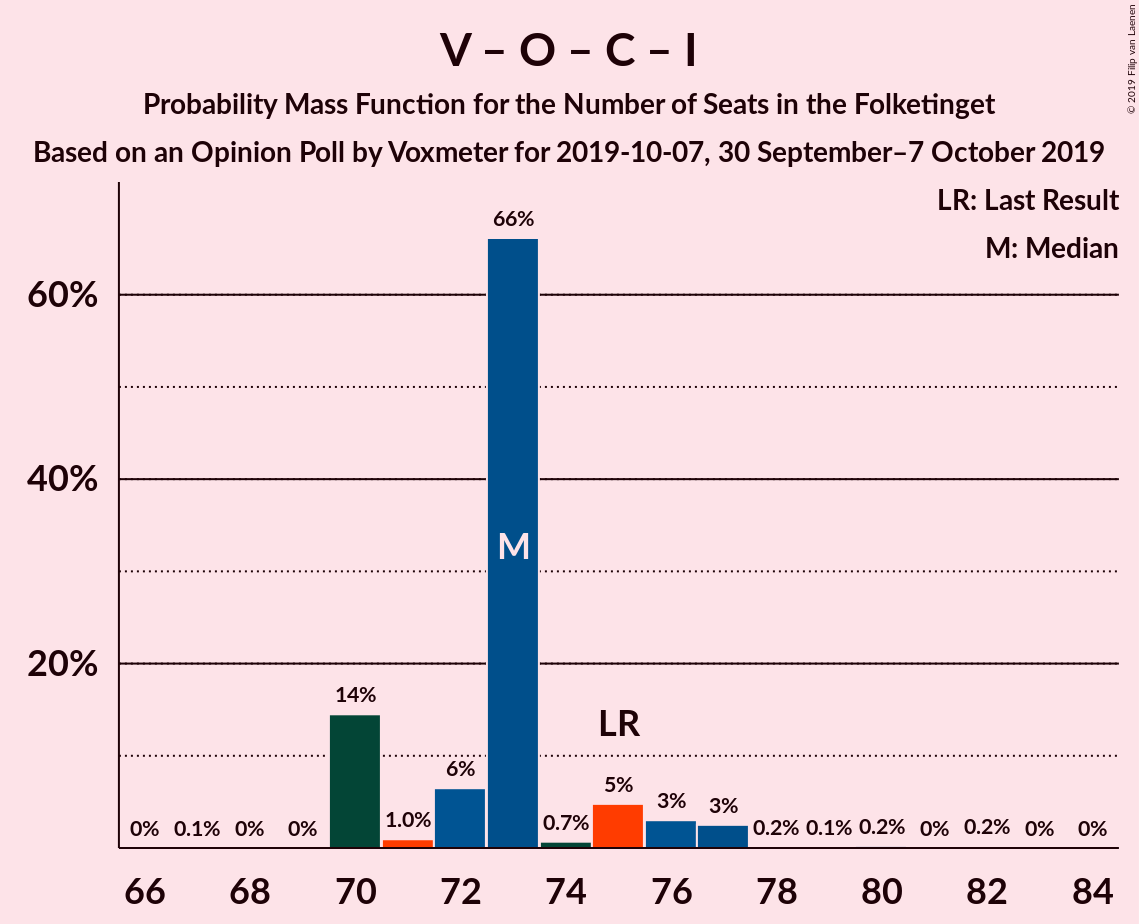 V – O – C – I
Probability Mass Function for the Number of Seats in the Folketinget
Based on an Opinion Poll by Voxmeter for 2019-10-07, 30 September–7 October 2019
© 2019 Filip van Laenen
LR: Last Result
M: Median
60%
40%
20%
0%
0.1%
0%
0%
14%
1.0%
6%
66%
M
0.7%
LR
5%
3%
3%
0.2%
0.1%
0.2%
0%
0.2%
0%
0%
66 68 70 72 74 76 78 80 82 84